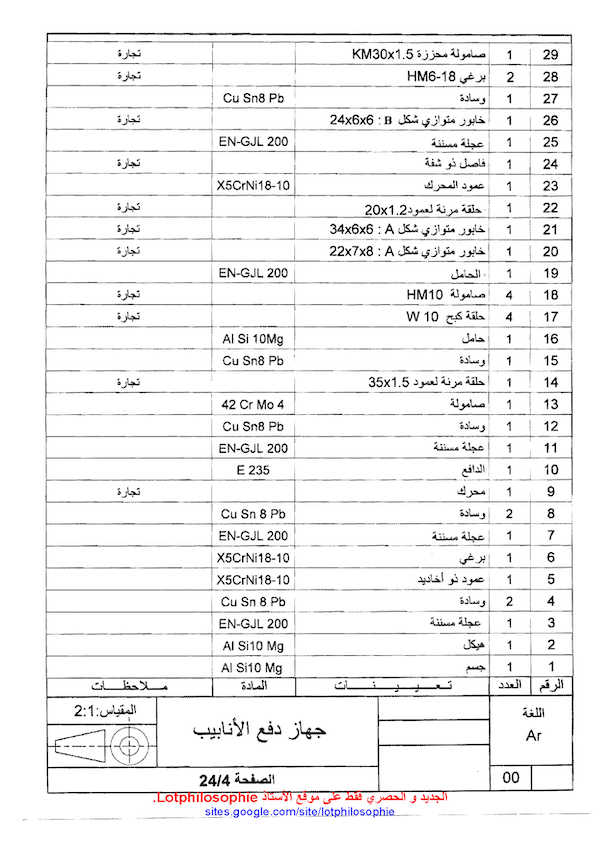 29 1 صامولة محززة KM30x1.5 تجارة
28 2 برغي HM6-18 تجارة
27 1 وسادة Cu Sn8 Pb
26 1 خابور متوازي شكل B : 24x6x6 تجارة
25 1 عجلة مسننة EN-GJL 200
24 1 فاصل ذو شفة تجارة
23 1 عمود المحرك X5CrNi18-10
22 1 حلقة مرنة لعمود 20x1.2 تجارة
21 1 خابور متوازي شكل A : 34x6x6 تجارة
20 1 خابور متوازي شكل A : 22x7x8 تجارة
19 1 الحامل EN-GJL 200
18 4 صامولة HM10 تجارة
17 4 حلقة كبح W 10 تجارة
16 1 حامل Al Si 10Mg
15 1 وسادة Cu Sn8 Pb
14 1 حلقة مرنة لعمود 35x1.5 تجارة
13 1 صامولة 42 Cr Mo 4
12 1 وسادة Cu Sn8 Pb
11 1 عجلة مسننة EN-GJL 200
10 1 الدافع E 235
9 1 محرك تجارة
8 2 وسادة Cu Sn 8 Pb
7 1 عجلة مسننة EN-GJL 200
6 1 برغي X5CrNi18-10
5 1 عمود ذو أخاديد X5CrNi18-10
4 2 وسادة Cu Sn 8 Pb
3 1 عجلة مسننة EN-GJL 200
2 1 هيكل Al Si10 Mg
1 1 جسم Al Si10 Mg
الرقم العدد تـعـيـيـنـــات المادة مـلاحظــات
اللغة
Ar
00
جهاز دفع الأنابيب
المقياس:2:1
الصفحة 24/4
الجديد و الحصري فقط على موقع الأستاذ Lotphilosophie.
sites.google.com/site/lotphilosophie